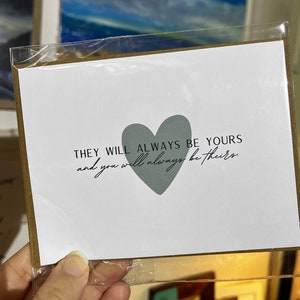 THEY WILL ALWAYS BE YOURS
and you will always be theirs